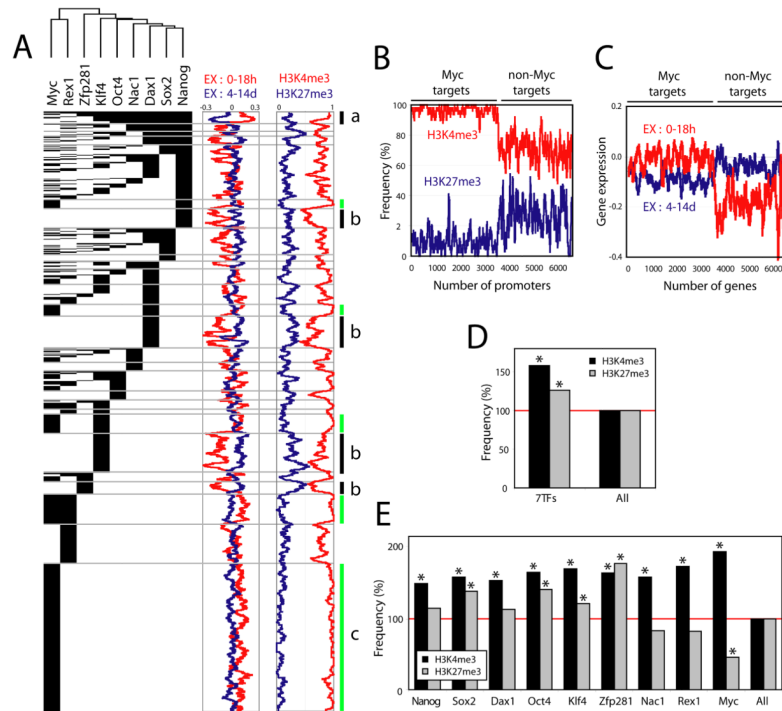 A
Myc
Rex1
Zfp281
Klf4
Oct4
Nac1
Dax1
Sox2
Nanog
EX : 0-18h
EX : 4-14d
-0.3 0 0.3
H3K4me3
H3K27me3
0 1
a
b
b
b
b
c
B
Myc targets
non-Myc targets
H3K4me3
H3K27me3
Frequency (%)
100
80
60
40
2
0
0 1000 2000 3000 4000 5000 6000
Number of promoters
C
Myc targets
non-Myc targets
EX : 0-18h
EX : 4-14d
Gene expression
0.2
0.0
-0.2
-0.4
0 1000 2000 3000 4000 5000 6000
Number of genes
D
* *
H3K4me3
H3K27me3
Frequency (%)
150
100
50
0
7TFs All
E
Frequency (%)
200
100
0
* * * * * * * * * * * * * *
H3K4me3
H3K27me3
Nanog Sox2 Dax1 Oct4 Klf4 Zfp281 Nac1 Rex1 Myc All